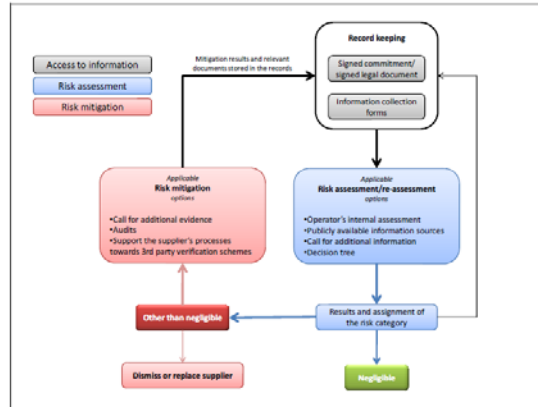 Access to information
Risk assessment
Risk mitigation
Mitigation results and relevant
documents stored in the records
Record keeping
Signed commitment/
signed legal document
Information collection
forms
Applicable
Risk mitigation
options
•Call for additional evidence
•Audits
•Support the supplier's processes
towards 3rd party verification schemes
Applicable
Risk assessment/re-assessment
options
•Operator's internal assessment
•Publicly available information sources
•Call for additional information
•Decision tree
Other than negligible
Results and assignment of
the risk category
Dismiss or replace supplier
Negligible